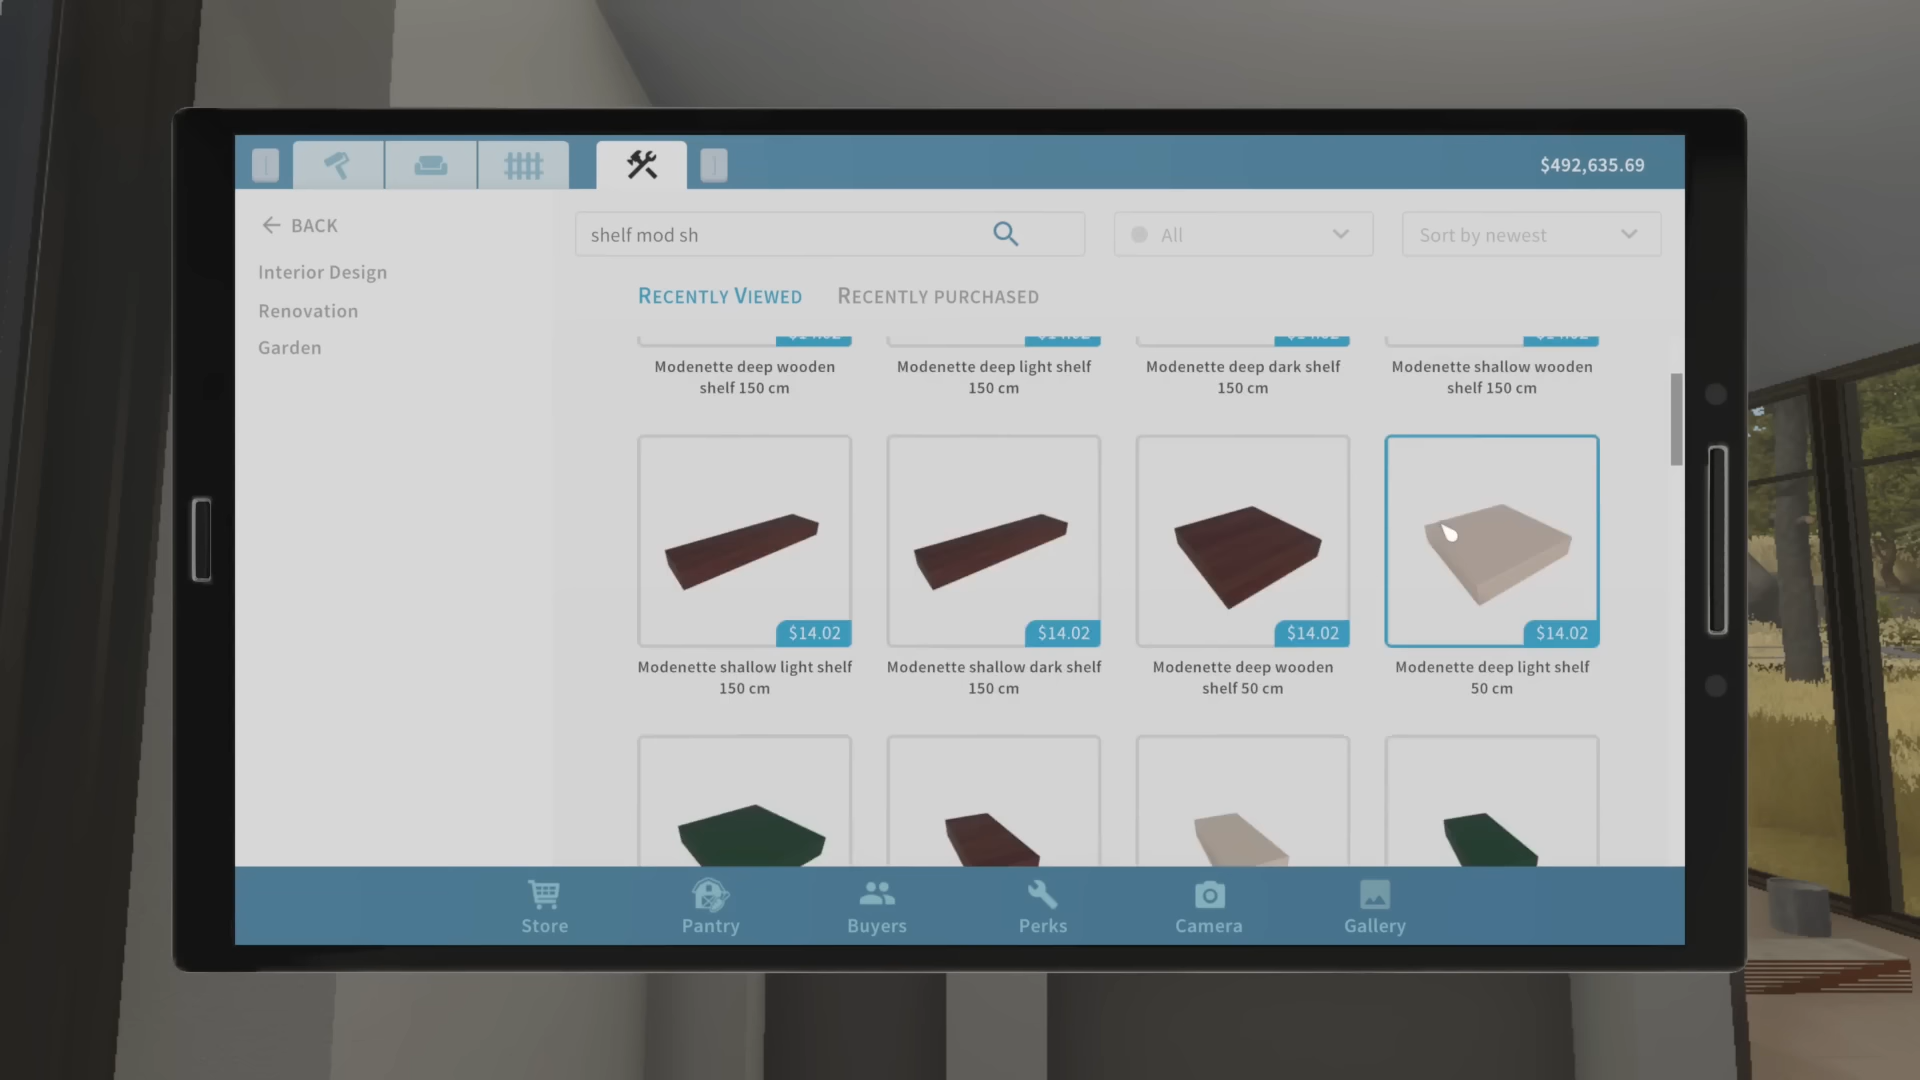 $492,635.69
BACK
shelf mod sh
All
Sort by newest
Interior Design
Renovation
Garden
RECENTLY VIEWED
RECENTLY PURCHASED
Modenette deep wooden
shelf 150 cm
Modenette deep light shelf
150 cm
Modenette deep dark shelf
150 cm
Modenette shallow wooden
shelf 150 cm
$14.02
$14.02
$14.02
$14.02
Modenette shallow light shelf
150 cm
Modenette shallow dark shelf
150 cm
Modenette deep wooden
shelf 50 cm
Modenette deep light shelf
50 cm
Store
Pantry
Buyers
Perks
Camera
Gallery